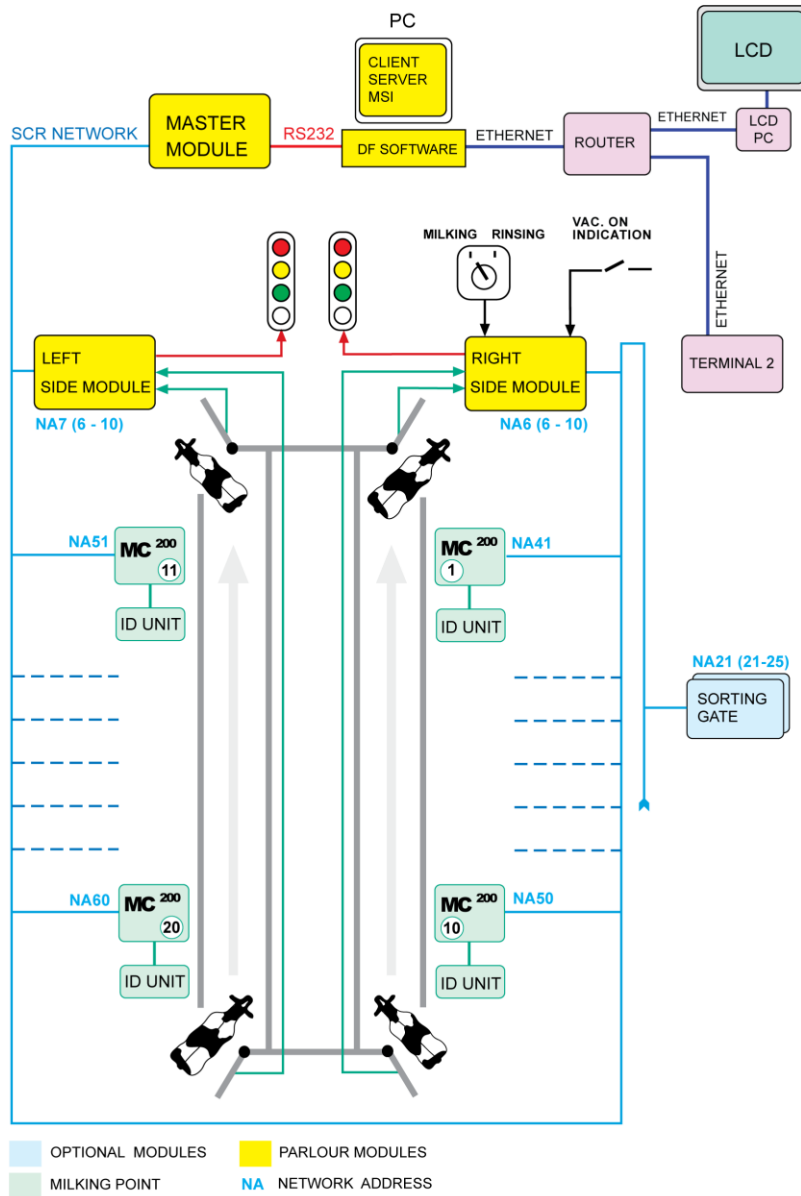 PC
LCD
CLIENT
SERVER
MSI
SCR NETWORK
MASTER
MODULE
RS232
DF SOFTWARE
ETHERNET
ROUTER
ETHERNET
LCD
PC
MILKING RINSING
VAC. ON
INDICATION
ETHERNET
LEFT
SIDE MODULE
RIGHT
SIDE MODULE
TERMINAL 2
NA7 (6 - 10)
NA6 (6 - 10)
NA51
MC 200
11
ID UNIT
MC 200
1
NA41
ID UNIT
NA21 (21-25)
SORTING
GATE
NA60
MC 200
20
ID UNIT
MC 200
10
NA50
ID UNIT
OPTIONAL MODULES
PARLOUR MODULES
MILKING POINT
NA NETWORK ADDRESS